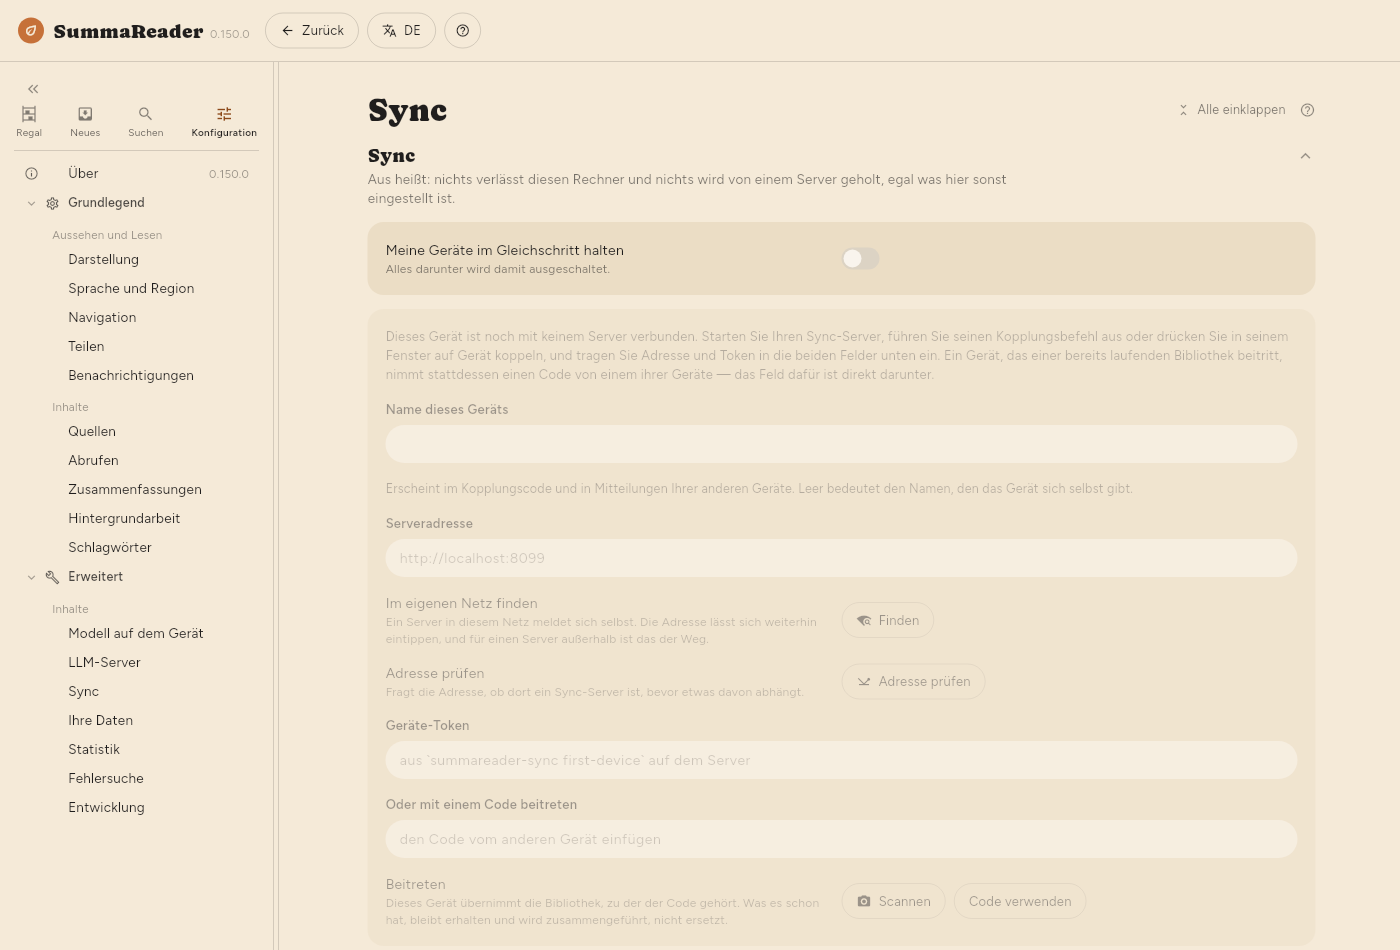 SummaReader 0.150.0
Zurück
DE
Regal
Neues
Suchen
Konfiguration
Über
0.150.0
Grundlegend
Aussehen und Lesen
Darstellung
Sprache und Region
Navigation
Teilen
Benachrichtigungen
Inhalte
Quellen
Abrufen
Zusammenfassungen
Hintergrundarbeit
Schlagwörter
Erweitert
Inhalte
Modell auf dem Gerät
LLM-Server
Sync
Ihre Daten
Statistik
Fehlersuche
Entwicklung
Sync
Alle einklappen
Sync
Aus heißt: nichts verlässt diesen Rechner und nichts wird von einem Server geholt, egal was hier sonst
eingestellt ist.
Meine Geräte im Gleichschritt halten
Alles darunter wird damit ausgeschaltet.
Dieses Gerät ist noch mit keinem Server verbunden. Starten Sie Ihren Sync-Server, führen Sie seinen Kopplungsbefehl aus oder drücken Sie in seinem
Fenster auf Gerät koppeln, und tragen Sie Adresse und Token in die beiden Felder unten ein. Ein Gerät, das einer bereits laufenden Bibliothek beitritt,
nimmt stattdessen einen Code von einem ihrer Geräte — das Feld dafür ist direkt darunter.
Name dieses Geräts
Erscheint im Kopplungscode und in Mitteilungen Ihrer anderen Geräte. Leer bedeutet den Namen, den das Gerät sich selbst gibt.
Serveradresse
http://localhost:8099
Im eigenen Netz finden
Ein Server in diesem Netz meldet sich selbst. Die Adresse lässt sich weiterhin
eintippen, und für einen Server außerhalb ist das der Weg.
Finden
Adresse prüfen
Fragt die Adresse, ob dort ein Sync-Server ist, bevor etwas davon abhängt.
Adresse prüfen
Geräte-Token
aus `summareader-sync first-device` auf dem Server
Oder mit einem Code beitreten
den Code vom anderen Gerät einfügen
Beitreten
Dieses Gerät übernimmt die Bibliothek, zu der der Code gehört. Was es schon
hat, bleibt erhalten und wird zusammengeführt, nicht ersetzt.
Scannen
Code verwenden